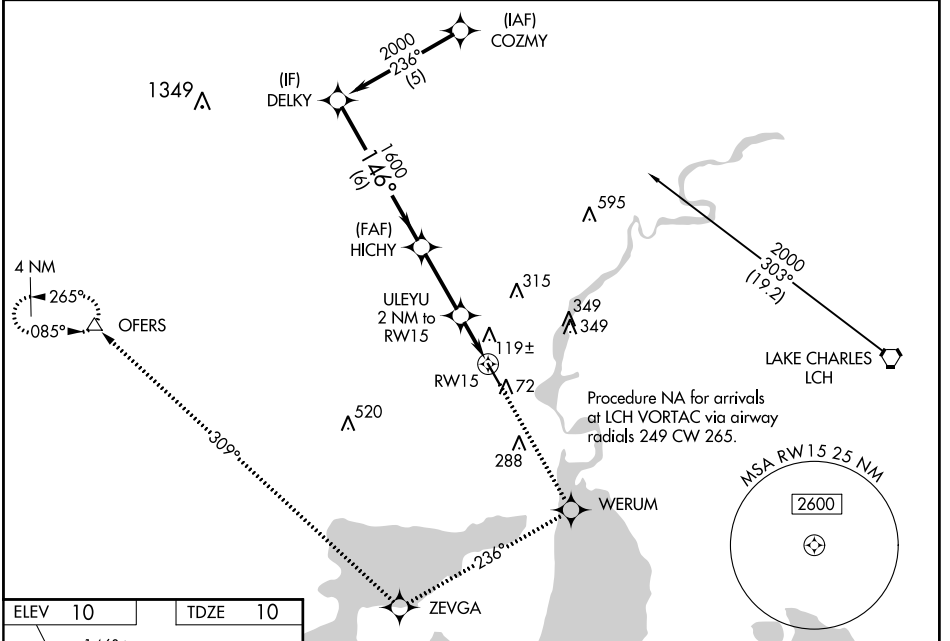 (IAF)
COZMY
2000
236°
(5)
(IF)
DELKY
1349
1600
146°
(6)
595
(FAF)
HICHY
2000
303°
(19.2)
4 NM
265°
085°
OFERS
315
ULEYU
2 NM to
RW15
349
349
119±
LAKE CHARLES
LCH
RW15
72
Procedure NA for arrivals
at LCH VORTAC via airway
radials 249 CW 265.
520
309°
288
MSA RW15 25 NM
2600
WERUM
236°
ZEVGA
ELEV 10
TDZE 10